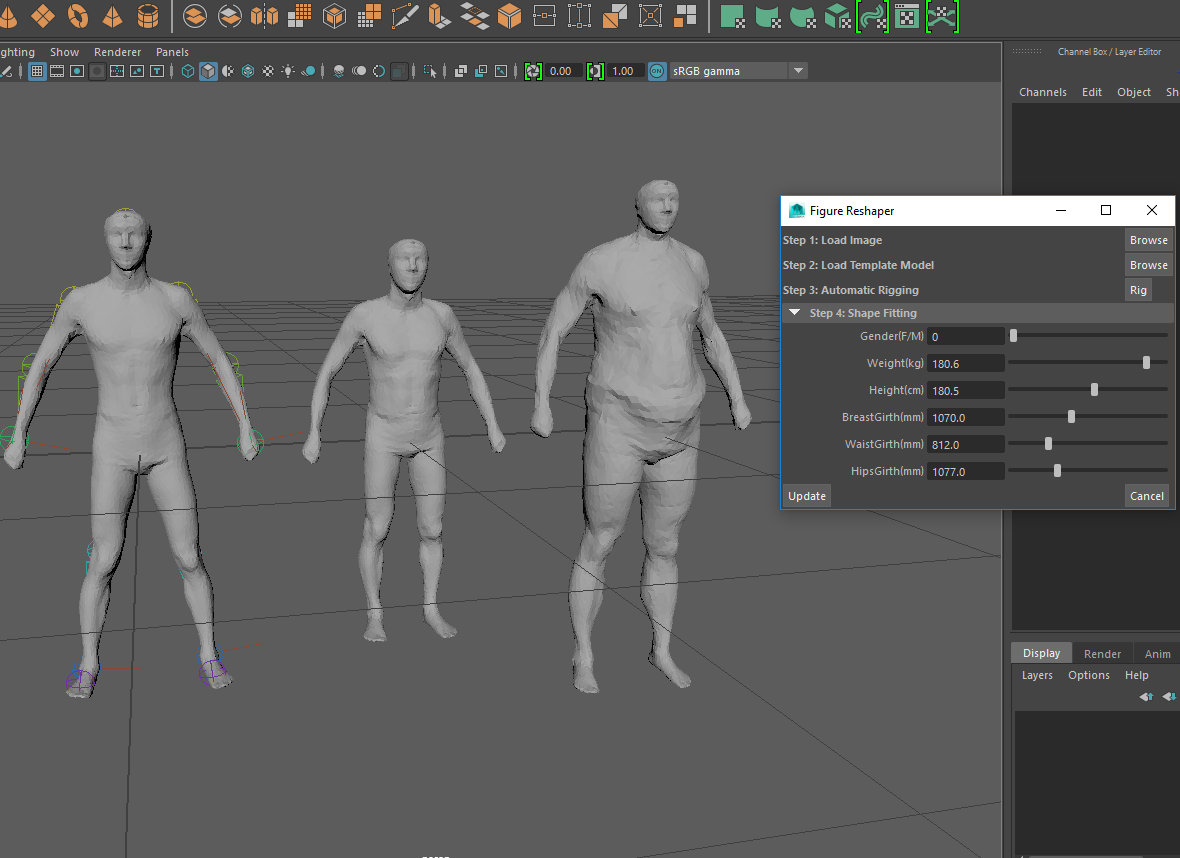 ghting Show Renderer Panels
0.00 1.00 ON sRGB gamma
Channel Box / Layer Editor
Channels Edit Object Sh
Figure Reshaper
Step 1: Load Image Browse
Step 2: Load Template Model Browse
Step 3: Automatic Rigging Rig
Step 4: Shape Fitting
Gender(F/M) 0
Weight(kg) 180.6
Height(cm) 180.5
BreastGirth(mm) 1070.0
WaistGirth(mm) 812.0
HipsGirth(mm) 1077.0
Update Cancel
Display Render Anim
Layers Options Help